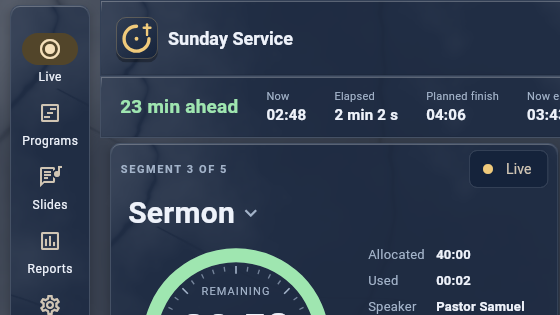 Sunday Service
Live
Programs
Slides
Reports
23 min ahead
Now
02:48
Elapsed
2 min 2 s
Planned finish
04:06
Now
SEGMENT 3 OF 5
Live
Sermon
REMAINING
Allocated 40:00
Used 00:02
Speaker Pastor Samuel